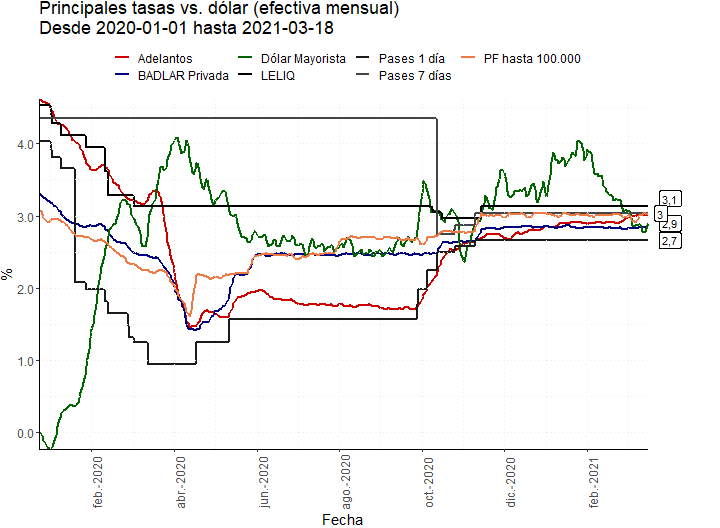 Principales tasas vs. dólar (efectiva mensual)
Desde 2020-01-01 hasta 2021-03-18
Adelantos Dólar Mayorista Pases 1 día PF hasta 100.000
BADLAR Privada LELIQ Pases 7 días
4.0
3.0
2.0
1.0
0.0
%
3,1
3
2,9
2,7
feb.-2020 abr.-2020 jun.-2020 ago.-2020 oct.-2020 dic.-2020 feb.-2021
Fecha